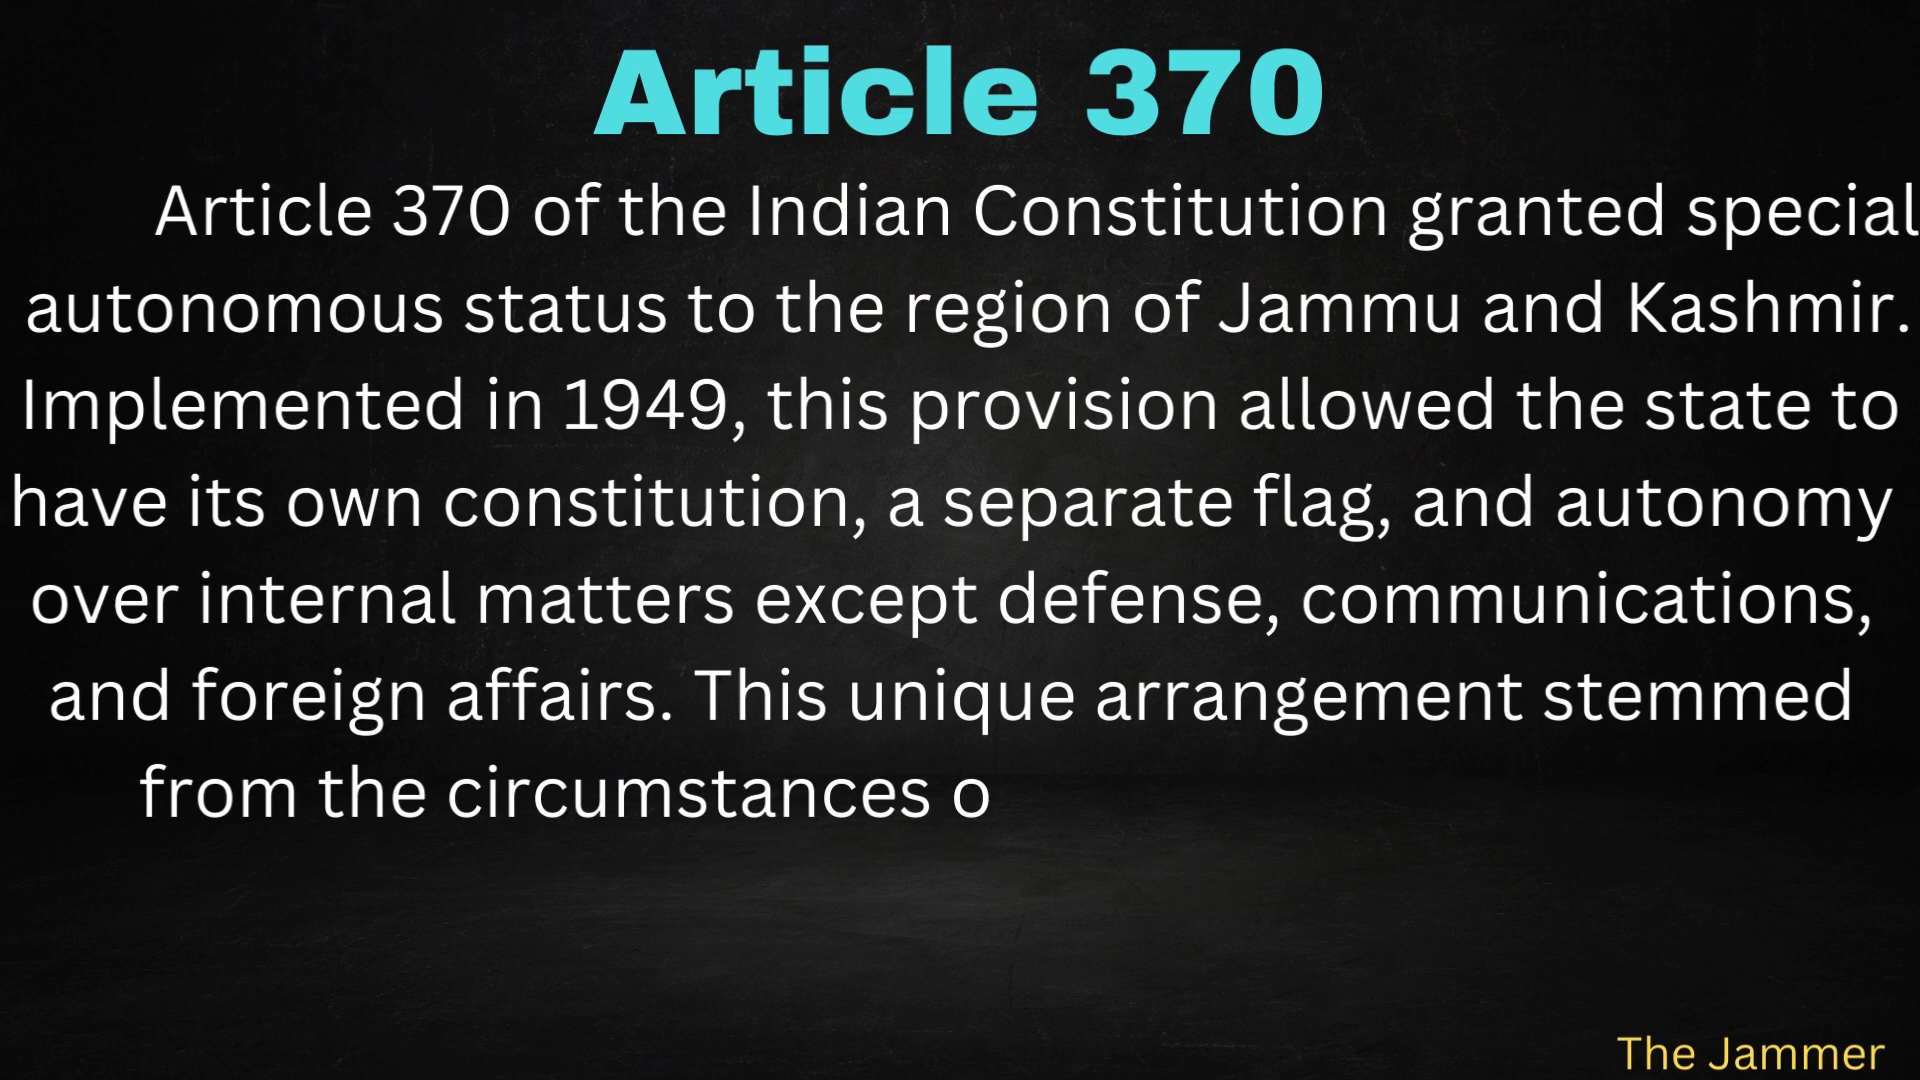 Article 370
Article 370 of the Indian Constitution granted special
autonomous status to the region of Jammu and Kashmir.
Implemented in 1949, this provision allowed the state to
have its own constitution, a separate flag, and autonomy
over internal matters except defense, communications,
and foreign affairs. This unique arrangement stemmed
from the circumstances o
The Jammer